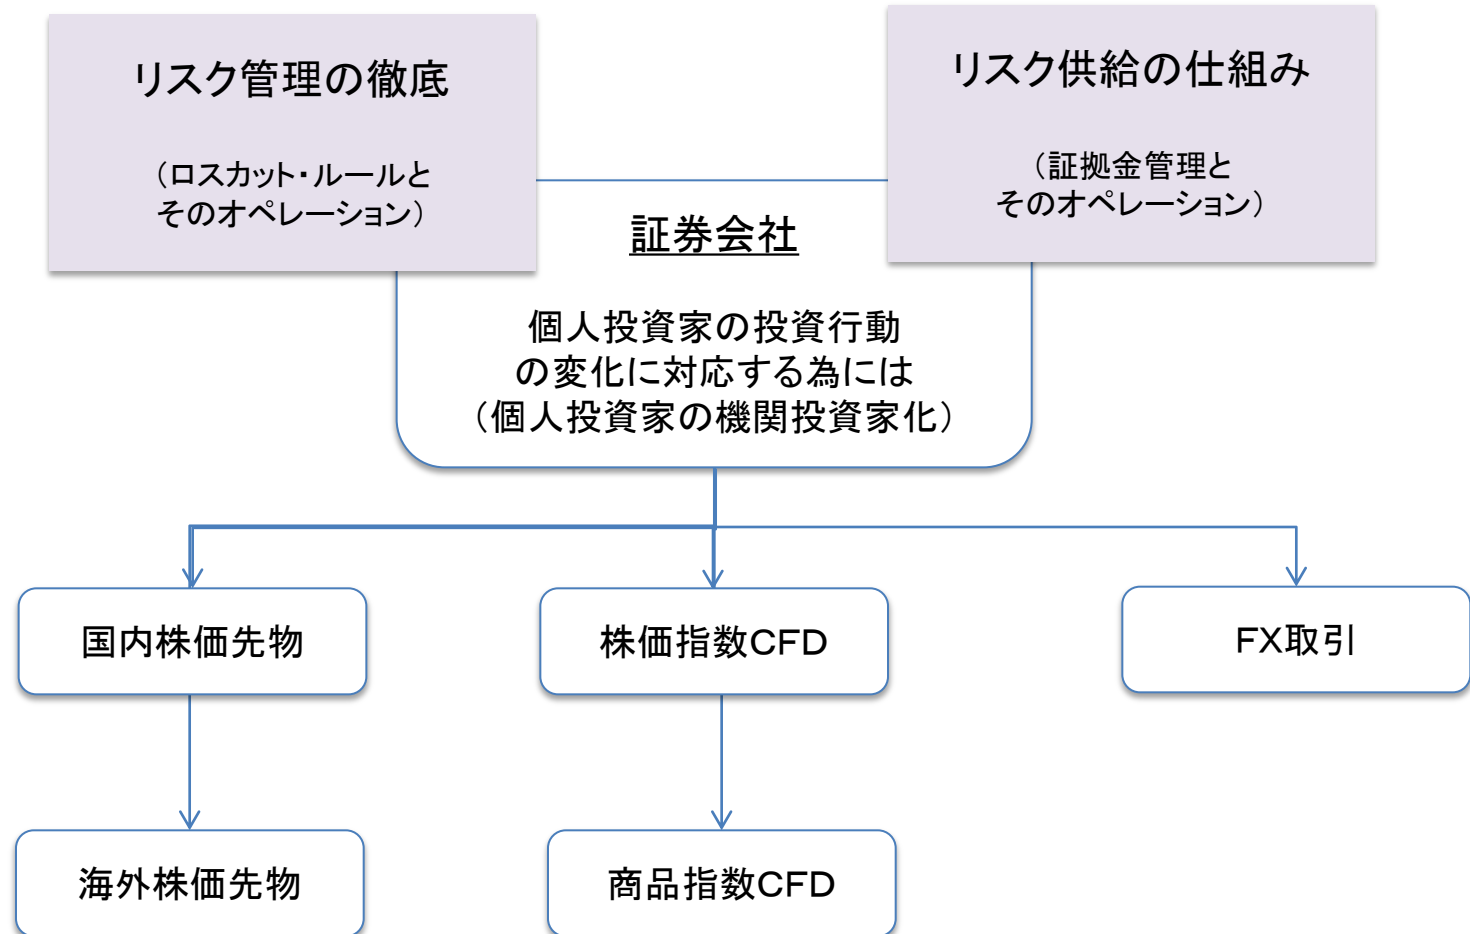 リスク管理の徹底
（ロスカット・ルールと
そのオペレーション）
リスク供給の仕組み
（証拠金管理と
そのオペレーション）
証券会社
個人投資家の投資行動
の変化に対応する為には
（個人投資家の機関投資家化）
国内株価先物
株価指数CFD
FX取引
海外株価先物
商品指数CFD